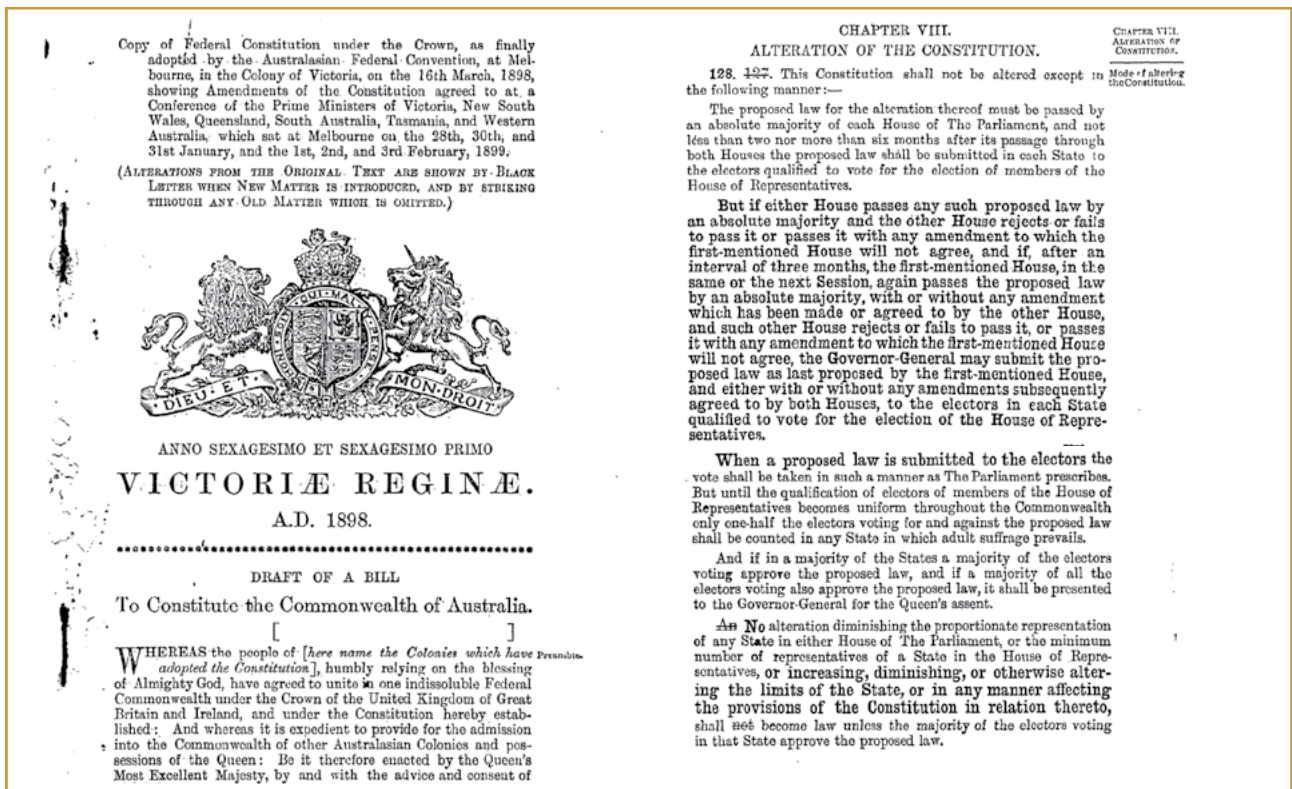 Copy of Federal Constitution under the Crown, as finally
adopted by the Australasian Federal Convention, at Mel-
bourne, in the Colony of Victoria, on the 16th March, 1898,
showing Amendments of the Constitution agreed to at a
Conference of the Prime Ministers of Victoria, New South
Wales, Queensland, South Australia, Tasmania, and Western
Australia, which sat at Melbourne on the 28th, 30th, and
31st January, and the 1st, 2nd, and 3rd February, 1899.
(ALTERATIONS FROM THE ORIGINAL TEXT ARE SHOWN BY BLACK
LETTER WHEN NEW MATTER IS INTRODUCED, AND BY STRIKING
THROUGH ANY OLD MATTER WHICH IS OMITTED.)
HONI SOIT QUI MAL Y PENSE
DIEU · ET · MON · DROIT
ANNO SEXAGESIMO ET SEXAGESIMO PRIMO
VICTORIÆ REGINÆ.
A.D. 1898.
DRAFT OF A BILL
To Constitute the Commonwealth of Australia.
[ ]
WHEREAS the people of [here name the Colonies which have Preamble.
adopted the Constitution], humbly relying on the blessing
of Almighty God, have agreed to unite in one indissoluble Federal
Commonwealth under the Crown of the United Kingdom of Great
Britain and Ireland, and under the Constitution hereby estab-
lished: And whereas it is expedient to provide for the admission
into the Commonwealth of other Australasian Colonies and pos-
sessions of the Queen: Be it therefore enacted by the Queen's
Most Excellent Majesty, by and with the advice and consent of
CHAPTER VIII.
ALTERATION OF THE CONSTITUTION.
CHAPTER VIII.
ALTERATION OF
CONSTITUTION.
Mode of altering
the Constitution.
128. 127. This Constitution shall not be altered except in
the following manner:—
The proposed law for the alteration thereof must be passed by
an absolute majority of each House of The Parliament, and not
less than two nor more than six months after its passage through
both Houses the proposed law shall be submitted in each State to
the electors qualified to vote for the election of members of the
House of Representatives.
But if either House passes any such proposed law by
an absolute majority and the other House rejects or fails
to pass it or passes it with any amendment to which the
first-mentioned House will not agree, and if, after an
interval of three months, the first-mentioned House, in the
same or the next Session, again passes the proposed law
by an absolute majority, with or without any amendment
which has been made or agreed to by the other House,
and such other House rejects or fails to pass it, or passes
it with any amendment to which the first-mentioned House
will not agree, the Governor-General may submit the pro-
posed law as last proposed by the first-mentioned House,
and either with or without any amendments subsequently
agreed to by both Houses, to the electors in each State
qualified to vote for the election of the House of Repre-
sentatives.
When a proposed law is submitted to the electors the
vote shall be taken in such a manner as The Parliament prescribes.
But until the qualification of electors of members of the House of
Representatives becomes uniform throughout the Commonwealth
only one-half the electors voting for and against the proposed law
shall be counted in any State in which adult suffrage prevails.
And if in a majority of the States a majority of the electors
voting approve the proposed law, and if a majority of all the
electors voting also approve the proposed law, it shall be presented
to the Governor-General for the Queen's assent.
An No alteration diminishing the proportionate representation
of any State in either House of The Parliament, or the minimum
number of representatives of a State in the House of Repre-
sentatives, or increasing, diminishing, or otherwise alter-
ing the limits of the State, or in any manner affecting
the provisions of the Constitution in relation thereto,
shall not become law unless the majority of the electors voting
in that State approve the proposed law.